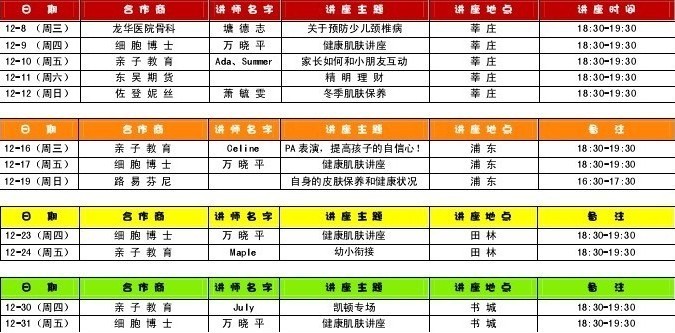 日 期 合作商 讲师名字 讲座主题 讲座地点 讲座时间
12-8（周三） 龙华医院骨科 塘德志 关于预防少儿颈椎病 莘庄 18:30-19:30
12-9（周四） 细胞博士 万晓平 健康肌肤讲座 莘庄 18:30-19:30
12-10（周五） 亲子教育 Ada、Summer 家长如何和小朋友互动 莘庄 18:30-19:30
12-11（周六） 东吴期货 精明理财 莘庄 18:30-19:30
12-12（周日） 佐登妮丝 萧毓雯 冬季肌肤保养 莘庄 18:30-19:30
日 期 合作商 讲师名字 讲座主题 讲座地点 备 注
12-16（周三） 亲子教育 Celine PA表演，提高孩子的自信心！ 浦东 18:30-19:30
12-17（周五） 细胞博士 万晓平 健康肌肤讲座 浦东 18:30-19:30
12-19（周日） 路易芬尼 自身的皮肤保养和健康状况 浦东 16:30-17:30
日 期 合作商 讲师名字 讲座主题 讲座地点 备 注
12-23（周四） 细胞博士 万晓平 健康肌肤讲座 田林 18:30-19:30
12-24（周五） 亲子教育 Maple 幼小衔接 田林 18:30-19:30
日 期 合作商 讲师名字 讲座主题 讲座地点 备 注
12-30（周四） 亲子教育 July 凯顿专场 书城 18:30-19:30
12-31（周五） 细胞博士 万晓平 健康肌肤讲座 书城 18:30-19:30